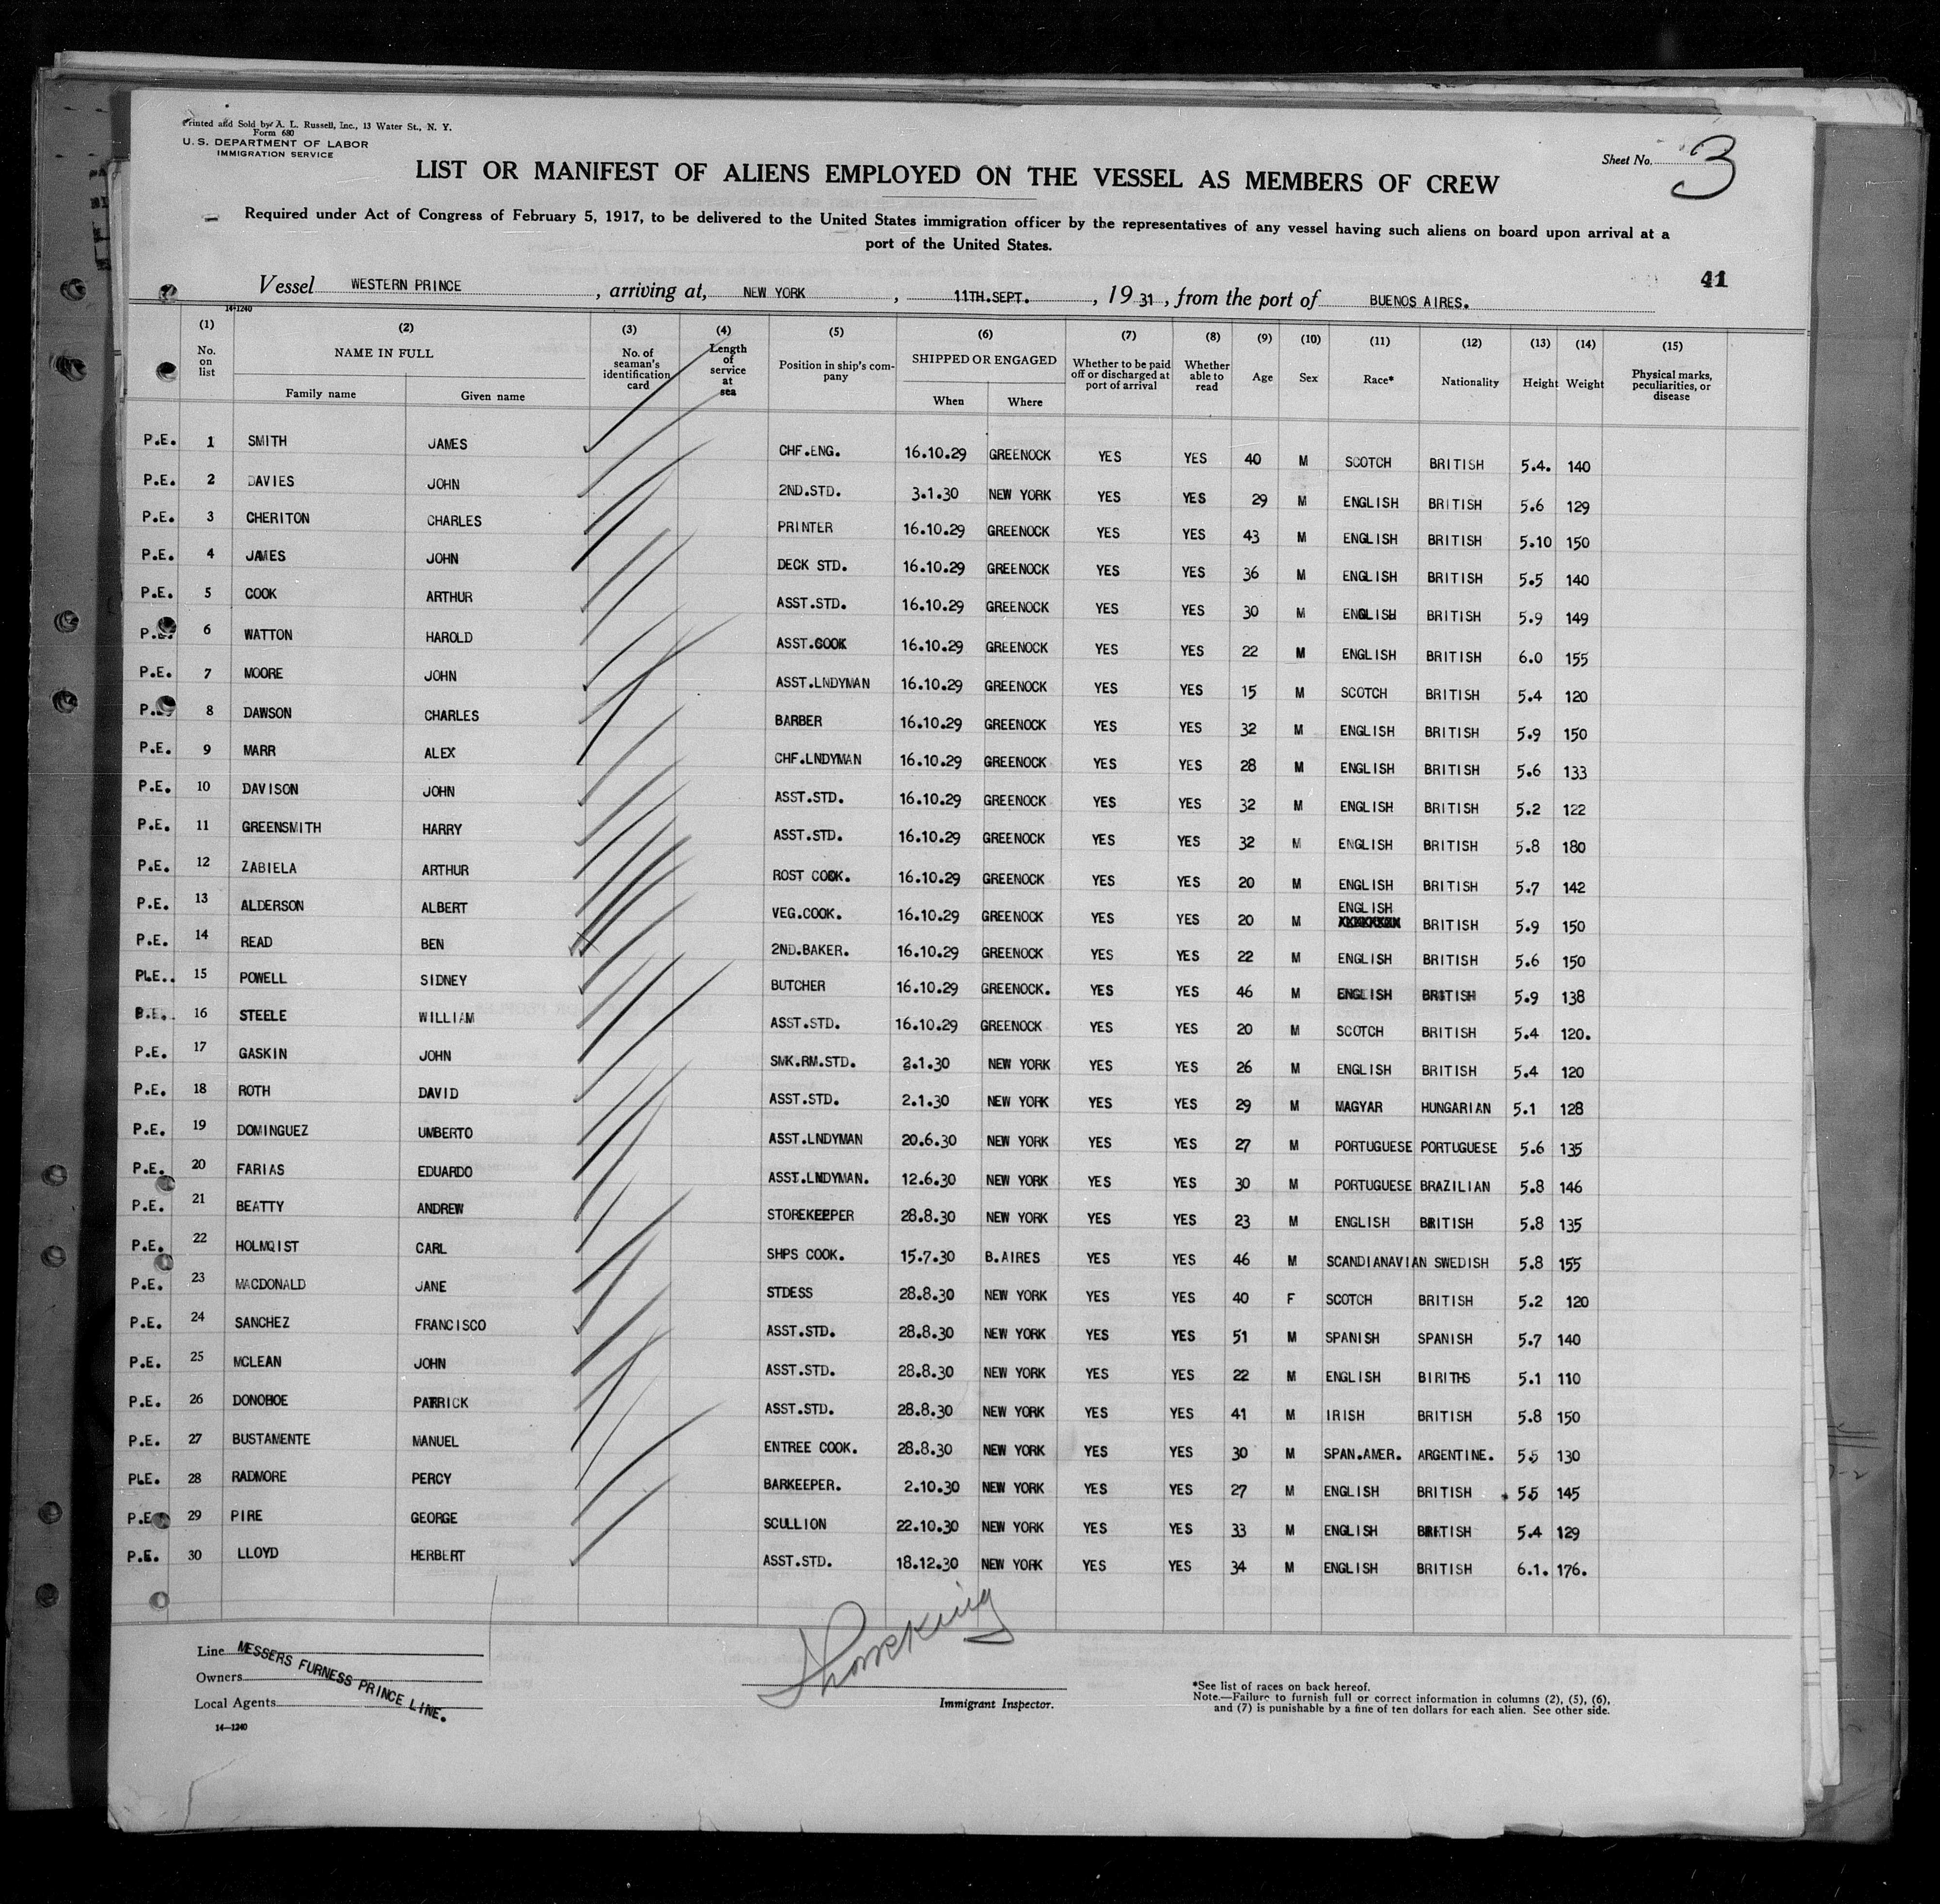 Printed and Sold by A. L. Russell, Inc., 13 Water St., N. Y.
Form 680
U. S. DEPARTMENT OF LABOR
IMMIGRATION SERVICE
Sheet No. 3
LIST OR MANIFEST OF ALIENS EMPLOYED ON THE VESSEL AS MEMBERS OF CREW
Required under Act of Congress of February 5, 1917, to be delivered to the United States immigration officer by the representatives of any vessel having such aliens on board upon arrival at a
port of the United States.
41
Vessel WESTERN PRINCE, arriving at, NEW YORK, 11TH.SEPT., 1931, from the port of BUENOS AIRES.
14-1240
(1) No. on list (2) NAME IN FULL Family name Given name (3) No. of seaman's identification card (4) Length of service at sea (5) Position in ship's company (6) SHIPPED OR ENGAGED When Where (7) Whether to be paid off or discharged at port of arrival (8) Whether able to read (9) Age (10) Sex (11) Race* (12) Nationality (13) Height (14) Weight (15) Physical marks, peculiarities, or disease
P.E. 1 SMITH JAMES CHF.ENG. 16.10.29 GREENOCK YES YES 40 M SCOTCH BRITISH 5.4. 140
P.E. 2 DAVIES JOHN 2ND.STD. 3.1.30 NEW YORK YES YES 29 M ENGLISH BRITISH 5.6 129
P.E. 3 CHERITON CHARLES PRINTER 16.10.29 GREENOCK YES YES 43 M ENGLISH BRITISH 5.10 150
P.E. 4 JAMES JOHN DECK STD. 16.10.29 GREENOCK YES YES 36 M ENGLISH BRITISH 5.5 140
P.E. 5 COOK ARTHUR ASST.STD. 16.10.29 GREENOCK YES YES 30 M ENGLISH BRITISH 5.9 149
P.E. 6 WATTON HAROLD ASST.COOK 16.10.29 GREENOCK YES YES 22 M ENGLISH BRITISH 6.0 155
P.E. 7 MOORE JOHN ASST.LNDYMAN 16.10.29 GREENOCK YES YES 15 M SCOTCH BRITISH 5.4 120
P.E. 8 DAWSON CHARLES BARBER 16.10.29 GREENOCK YES YES 32 M ENGLISH BRITISH 5.9 150
P.E. 9 MARR ALEX CHF.LNDYMAN 16.10.29 GREENOCK YES YES 28 M ENGLISH BRITISH 5.6 133
P.E. 10 DAVISON JOHN ASST.STD. 16.10.29 GREENOCK YES YES 32 M ENGLISH BRITISH 5.2 122
P.E. 11 GREENSMITH HARRY ASST.STD. 16.10.29 GREENOCK YES YES 32 M ENGLISH BRITISH 5.8 180
P.E. 12 ZABIELA ARTHUR ROST COOK. 16.10.29 GREENOCK YES YES 20 M ENGLISH BRITISH 5.7 142
P.E. 13 ALDERSON ALBERT VEG.COOK. 16.10.29 GREENOCK YES YES 20 M ENGLISH BRITISH 5.9 150
P.E. 14 READ BEN 2ND.BAKER. 16.10.29 GREENOCK YES YES 22 M ENGLISH BRITISH 5.6 150
PLE.. 15 POWELL SIDNEY BUTCHER 16.10.29 GREENOCK. YES YES 46 M ENGLISH BRITISH 5.9 138
P.E. 16 STEELE WILLIAM ASST.STD. 16.10.29 GREENOCK YES YES 20 M SCOTCH BRITISH 5.4 120.
P.E. 17 GASKIN JOHN SMK.RM.STD. 2.1.30 NEW YORK YES YES 26 M ENGLISH BRITISH 5.4 120
P.E. 18 ROTH DAVID ASST.STD. 2.1.30 NEW YORK YES YES 29 M MAGYAR HUNGARIAN 5.1 128
P.E. 19 DOMINGUEZ UMBERTO ASST.LNDYMAN 20.6.30 NEW YORK YES YES 27 M PORTUGUESE PORTUGUESE 5.6 135
P.E. 20 FARIAS EDUARDO ASST.LNDYMAN. 12.6.30 NEW YORK YES YES 30 M PORTUGUESE BRAZILIAN 5.8 146
P.E. 21 BEATTY ANDREW STOREKEEPER 28.8.30 NEW YORK YES YES 23 M ENGLISH BRITISH 5.8 135
P.E. 22 HOLMQIST CARL SHPS COOK. 15.7.30 B.AIRES YES YES 46 M SCANDIANAVIAN SWEDISH 5.8 155
P.E. 23 MACDONALD JANE STDESS 28.8.30 NEW YORK YES YES 40 F SCOTCH BRITISH 5.2 120
P.E. 24 SANCHEZ FRANCISCO ASST.STD. 28.8.30 NEW YORK YES YES 51 M SPANISH SPANISH 5.7 140
P.E. 25 MCLEAN JOHN ASST.STD. 28.8.30 NEW YORK YES YES 22 M ENGLISH BIRITHS 5.1 110
P.E. 26 DONOHOE PATRICK ASST.STD. 28.8.30 NEW YORK YES YES 41 M IRISH BRITISH 5.8 150
P.E. 27 BUSTAMENTE MANUEL ENTREE COOK. 28.8.30 NEW YORK YES YES 30 M SPAN.AMER. ARGENTINE. 55 130
PLE. 28 RADMORE PERCY BARKEEPER. 2.10.30 NEW YORK YES YES 27 M ENGLISH BRITISH 55 145
P.E. 29 PIRE GEORGE SCULLION 22.10.30 NEW YORK YES YES 33 M ENGLISH BRITISH 5.4 129
P.E. 30 LLOYD HERBERT ASST.STD. 18.12.30 NEW YORK YES YES 34 M ENGLISH BRITISH 6.1. 176.
Line MESSERS FURNESS PRINCE LINE.
Owners
Local Agents
14—1240
Immigrant Inspector.
*See list of races on back hereof.
Note.—Failure to furnish full or correct information in columns (2), (5), (6),
and (7) is punishable by a fine of ten dollars for each alien. See other side.